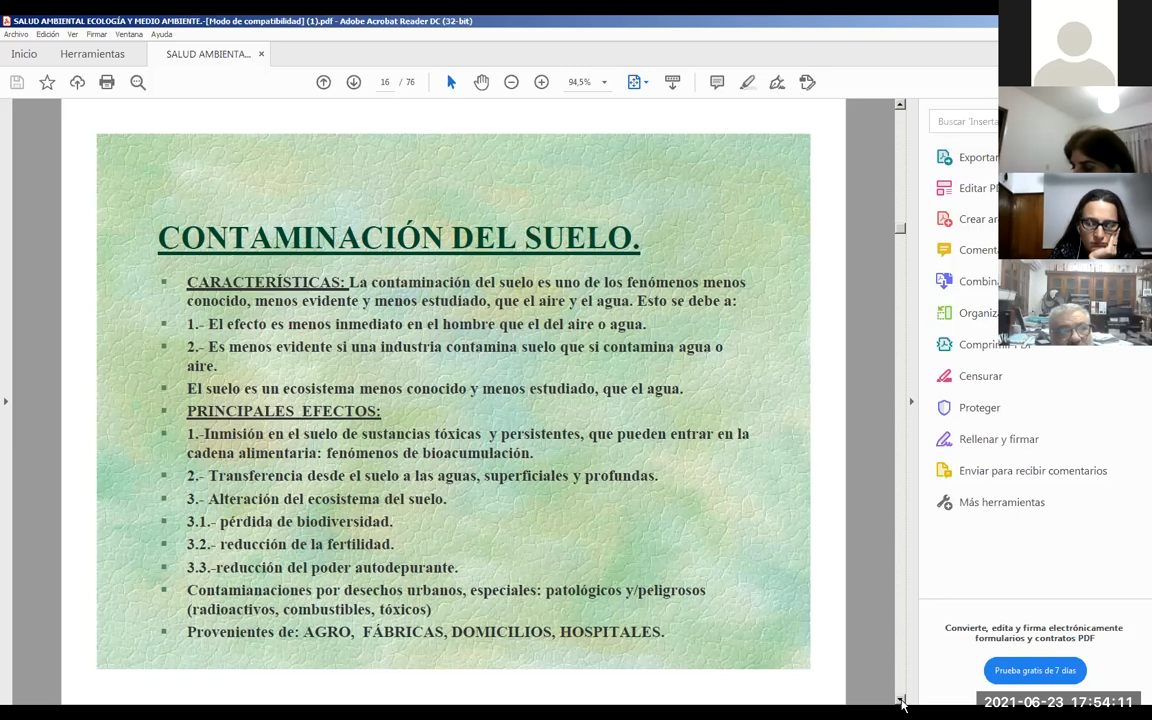 SALUD AMBIENTAL ECOLOGÍA Y MEDIO AMBIENTE.-[Modo de compatibilidad] (1).pdf - Adobe Acrobat Reader DC (32-bit)
Archivo Edición Ver Firmar Ventana Ayuda
Inicio Herramientas SALUD AMBIENTA... ×
16 / 76 94,5%
Buscar 'Inserta
CONTAMINACIÓN DEL SUELO.
CARACTERÍSTICAS: La contaminación del suelo es uno de los fenómenos menos
conocido, menos evidente y menos estudiado, que el aire y el agua. Esto se debe a:
1.- El efecto es menos inmediato en el hombre que el del aire o agua.
2.- Es menos evidente si una industria contamina suelo que si contamina agua o
aire.
El suelo es un ecosistema menos conocido y menos estudiado, que el agua.
PRINCIPALES EFECTOS:
1.-Inmisión en el suelo de sustancias tóxicas y persistentes, que pueden entrar en la
cadena alimentaria: fenómenos de bioacumulación.
2.- Transferencia desde el suelo a las aguas, superficiales y profundas.
3.- Alteración del ecosistema del suelo.
3.1.- pérdida de biodiversidad.
3.2.- reducción de la fertilidad.
3.3.-reducción del poder autodepurante.
Contamianaciones por desechos urbanos, especiales: patológicos y/peligrosos
(radioactivos, combustibles, tóxicos)
Provenientes de: AGRO, FÁBRICAS, DOMICILIOS, HOSPITALES.
Exportar
Editar PD
Crear ar
Comenta
Combin
Organiza
Comprimir PDF
Censurar
Proteger
Rellenar y firmar
Enviar para recibir comentarios
Más herramientas
Convierte, edita y firma electrónicamente
formularios y contratos PDF
Prueba gratis de 7 días
2021-06-23 17:54:11